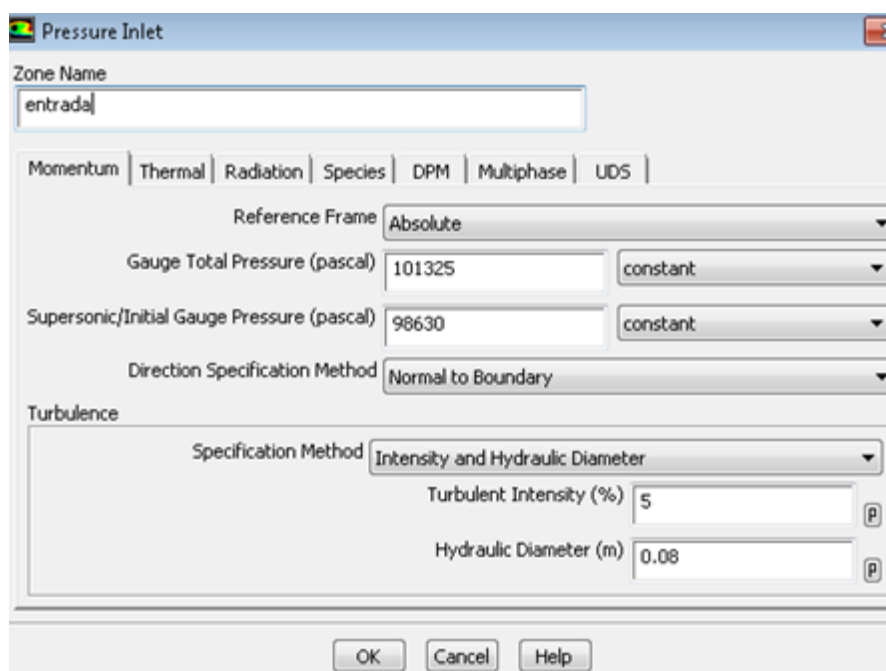 Pressure Inlet
Zone Name
entrada
Momentum Thermal Radiation Species DPM Multiphase UDS
Reference Frame Absolute
Gauge Total Pressure (pascal) 101325 constant
Supersonic/Initial Gauge Pressure (pascal) 98630 constant
Direction Specification Method Normal to Boundary
Turbulence
Specification Method Intensity and Hydraulic Diameter
Turbulent Intensity (%) 5 P
Hydraulic Diameter (m) 0.08 P
OK Cancel Help